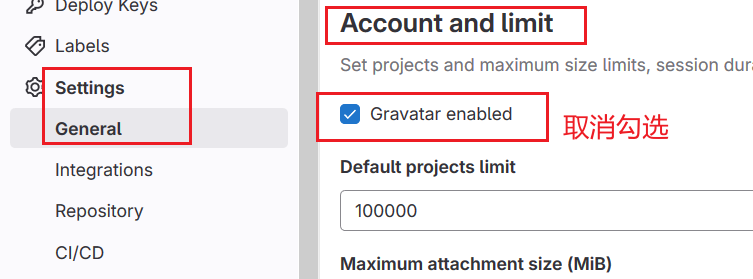 Deploy Keys
Labels
Settings
General
Integrations
Repository
CI/CD
Account and limit
Set projects and maximum size limits, session dura
Gravatar enabled
取消勾选
Default projects limit
100000
Maximum attachment size (MiB)